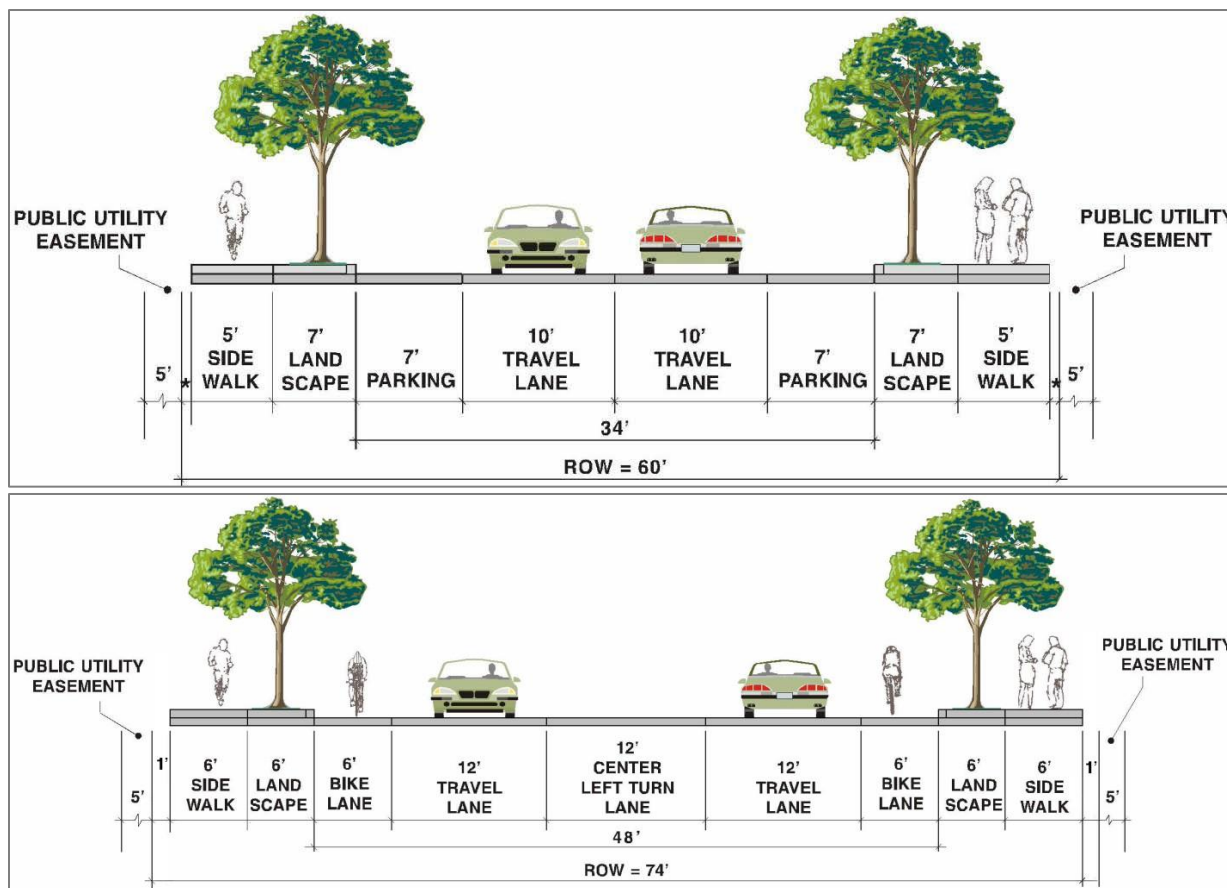 PUBLIC UTILITY
EASEMENT
PUBLIC UTILITY
EASEMENT
5'
*
5'
SIDE
WALK
7'
LAND
SCAPE
7'
PARKING
10'
TRAVEL
LANE
10'
TRAVEL
LANE
7'
PARKING
7'
LAND
SCAPE
5'
SIDE
WALK
*
5'
34'
ROW = 60'
PUBLIC UTILITY
EASEMENT
PUBLIC UTILITY
EASEMENT
5'
1'
6'
SIDE
WALK
6'
LAND
SCAPE
6'
BIKE
LANE
12'
TRAVEL
LANE
12'
CENTER
LEFT TURN
LANE
12'
TRAVEL
LANE
6'
BIKE
LANE
6'
LAND
SCAPE
6'
SIDE
WALK
1'
5'
48'
ROW = 74'